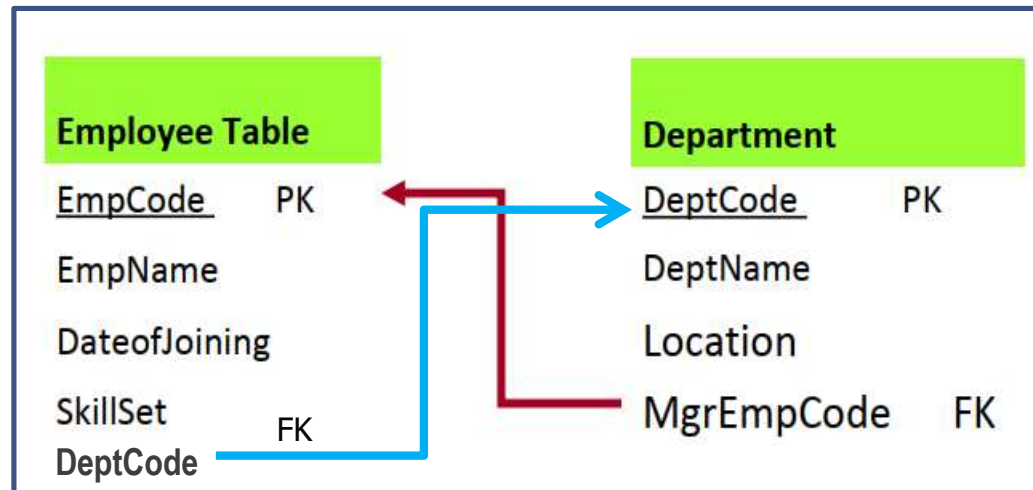 Employee Table
EmpCode PK
EmpName
DateofJoining
SkillSet
FK
DeptCode
Department
DeptCode PK
DeptName
Location
MgrEmpCode FK